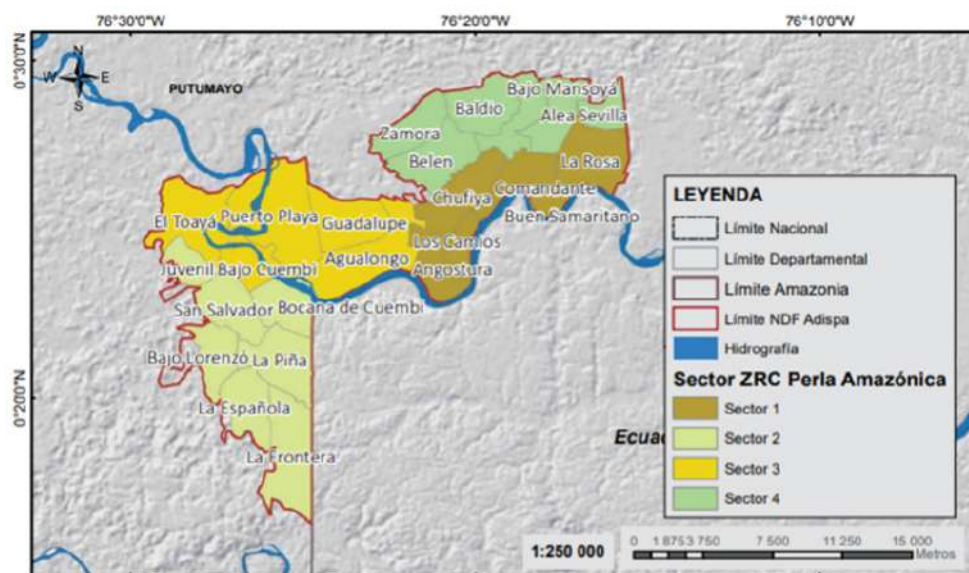 76°30'0"W 76°20'0"W 76°10'0"W
0°30'0"N
N
W E
S
PUTUMAYO
Bajo Mansoyá
Baldio
Alea Sevilla
Zamora
Belen
La Rosa
Chufiya
Comandante
Buen Samaritano
El Toayá
Puerto Playa
Guadalupe
Los Camios
Agualongo
Angostura
Juvenil
Bajo Cuembi
San Salvador
Bocana de Cuembi
Bajo Lorenzó
La Piña
0°20'0"N
La Española
La Frontera
LEYENDA
Límite Nacional
Límite Departamental
Límite Amazonia
Límite NDF Adispa
Hidrografía
Sector ZRC Perla Amazónica
Sector 1
Sector 2
Sector 3
Sector 4
1:250 000
0 1 875 3 750 7 500 11 250 15 000
Metros